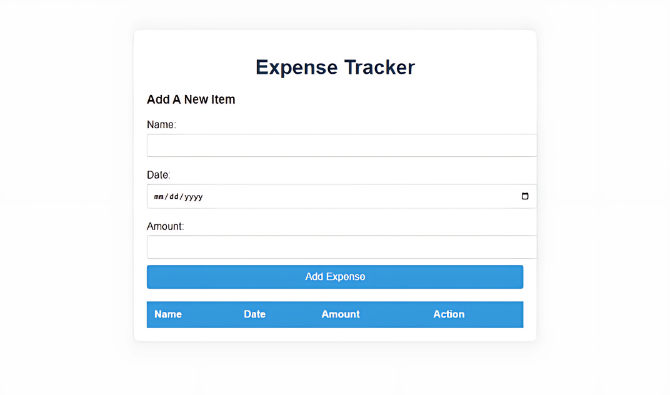 Expense Tracker
Add A New Item
Name:
Date:
mm/dd/yyyy
Amount:
Add Expense
Name Date Amount Action